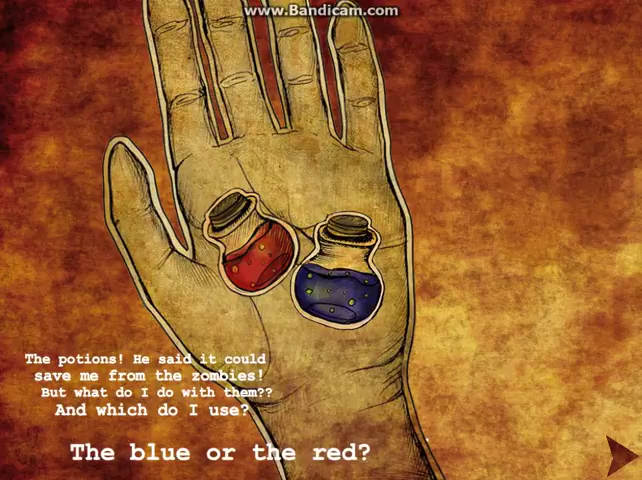 www.Bandicam.com
The potions! He said it could
save me from the zombies!
But what do I do with them??
And which do I use?
The blue or the red?